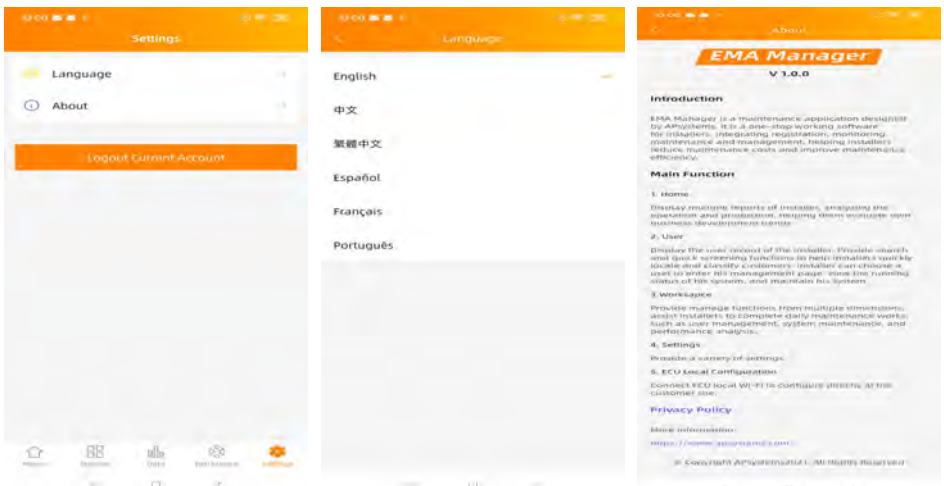 Settings
Language
About
Logout Current Account
Settings
Language
English
中文
繁體中文
Español
Français
Português
About
EMA Manager
V 1.0.0
Introduction
EMA Manager is a maintenance application designed
by APsystems. It is a one-stop working software
for installers, integrating registration, monitoring,
maintenance and management, helping installers
reduce maintenance costs and improve maintenance
efficiency.
Main Function
1. Home
Display multiple reports of installer, analyzing the
operation and production, helping them evaluate own
business development trends.
2. User
Display the user record of the installer. Provide search
and quick screening functions to help installers quickly
locate and classify customers. Installer can choose a
user to enter his management page, view the running
status of his system, and maintain his system.
3.Worksapce
Provide manage functions from multiple dimensions,
assist installers to complete daily maintenance works,
such as user management, system maintenance, and
performance analysis.
4. Settings
Provide a variety of settings.
5. ECU Local Configuration
Connect ECU local Wi-Fi to configure directly at the
customer site.
Privacy Policy
More information:
© Copyright APsystems2021. All Rights Reserved